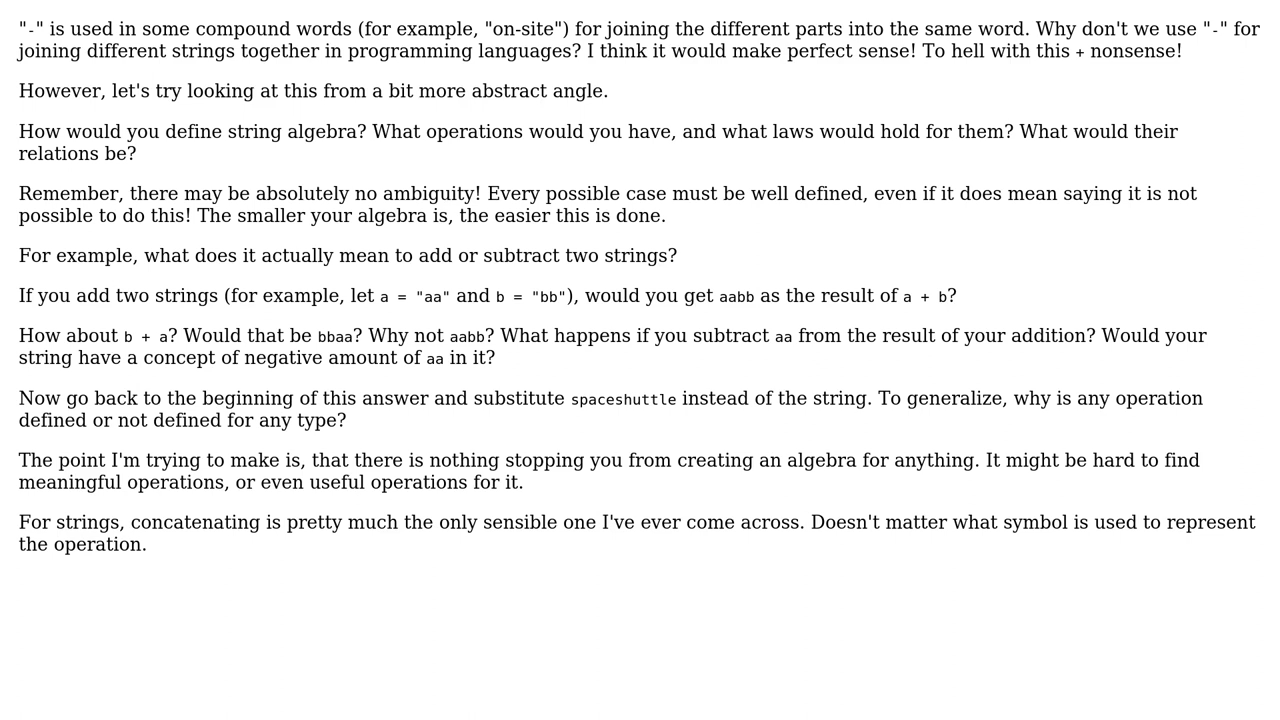 "-" is used in some compound words (for example, "on-site") for joining the different parts into the same word. Why don't we use "-" for
joining different strings together in programming languages? I think it would make perfect sense! To hell with this + nonsense!
However, let's try looking at this from a bit more abstract angle.
How would you define string algebra? What operations would you have, and what laws would hold for them? What would their
relations be?
Remember, there may be absolutely no ambiguity! Every possible case must be well defined, even if it does mean saying it is not
possible to do this! The smaller your algebra is, the easier this is done.
For example, what does it actually mean to add or subtract two strings?
If you add two strings (for example, let a = "aa" and b = "bb"), would you get aabb as the result of a + b?
How about b + a? Would that be bbaa? Why not aabb? What happens if you subtract aa from the result of your addition? Would your
string have a concept of negative amount of aa in it?
Now go back to the beginning of this answer and substitute spaceshuttle instead of the string. To generalize, why is any operation
defined or not defined for any type?
The point I'm trying to make is, that there is nothing stopping you from creating an algebra for anything. It might be hard to find
meaningful operations, or even useful operations for it.
For strings, concatenating is pretty much the only sensible one I've ever come across. Doesn't matter what symbol is used to represent
the operation.